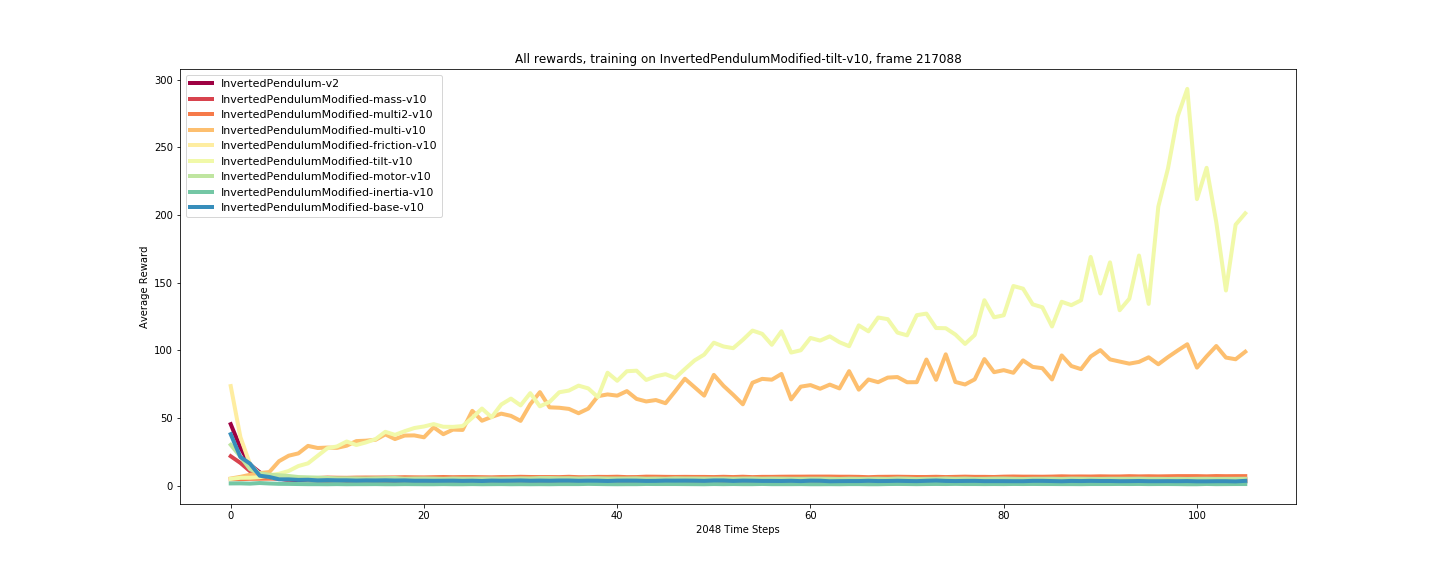 All rewards, training on InvertedPendulumModified-tilt-v10, frame 217088
InvertedPendulum-v2
InvertedPendulumModified-mass-v10
InvertedPendulumModified-multi2-v10
InvertedPendulumModified-multi-v10
InvertedPendulumModified-friction-v10
InvertedPendulumModified-tilt-v10
InvertedPendulumModified-motor-v10
InvertedPendulumModified-inertia-v10
InvertedPendulumModified-base-v10
300
250
200
150
100
50
0
Average Reward
0 20 40 60 80 100
2048 Time Steps